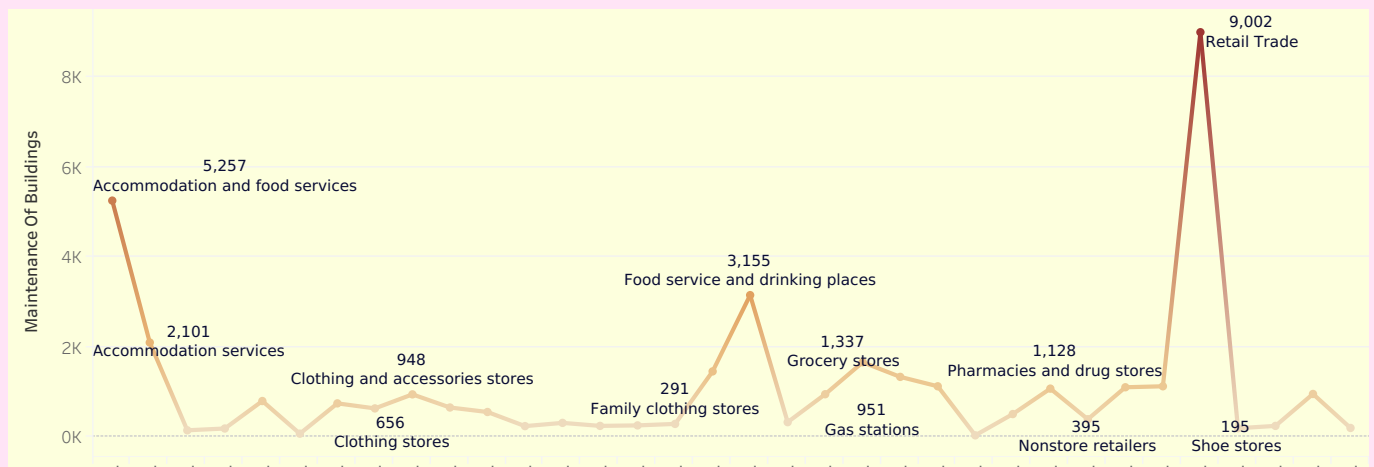 9,002
Retail Trade
8K
6K
5,257
Accommodation and food services
4K
3,155
Food service and drinking places
2,101
Accommodation services
2K
948
Clothing and accessories stores
1,337
Grocery stores
1,128
Pharmacies and drug stores
291
Family clothing stores
656
Clothing stores
951
Gas stations
395
Nonstore retailers
195
Shoe stores
0K
Maintenance Of Buildings